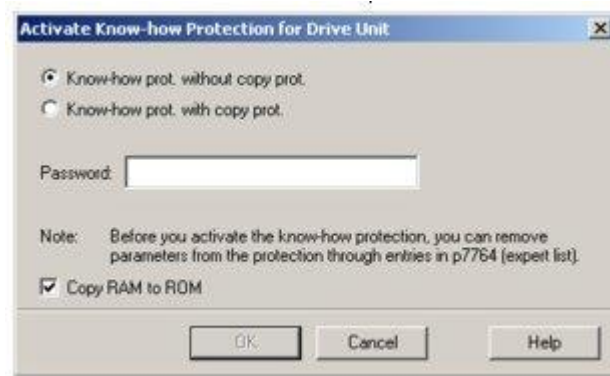 Activate Know-how Protection for Drive Unit
Know-how prot. without copy prot.
Know-how prot. with copy prot.
Password:
Note: Before you activate the know-how protection, you can remove
parameters from the protection through entries in p7764 (expert list).
Copy RAM to ROM
OK Cancel Help